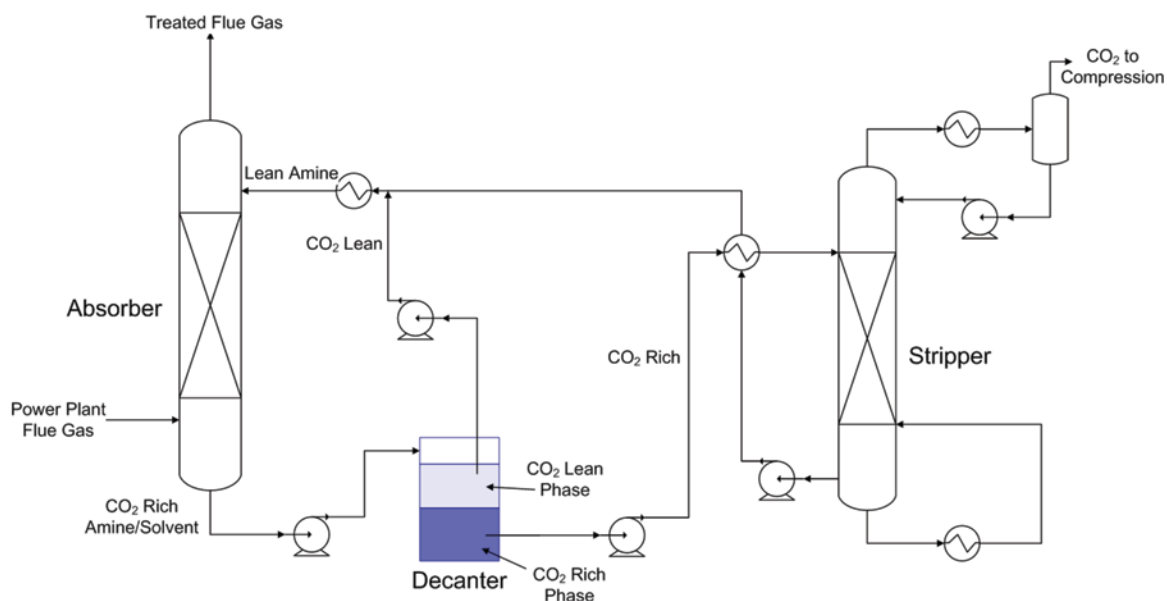 Treated Flue Gas
CO₂ to
Compression
Lean Amine
CO₂ Lean
Absorber
CO₂ Rich
Stripper
Power Plant
Flue Gas
CO₂ Lean
Phase
CO₂ Rich
Amine/Solvent
Decanter
CO₂ Rich
Phase